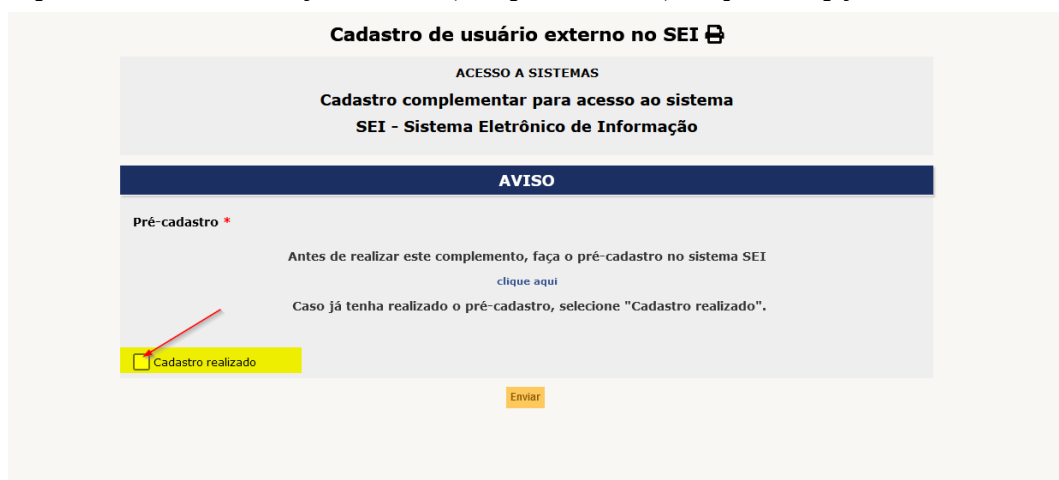 Cadastro de usuário externo no SEI
ACESSO A SISTEMAS
Cadastro complementar para acesso ao sistema
SEI - Sistema Eletrônico de Informação
AVISO
Pré-cadastro *
Antes de realizar este complemento, faça o pré-cadastro no sistema SEI
clique aqui
Caso já tenha realizado o pré-cadastro, selecione "Cadastro realizado".
Cadastro realizado
Enviar